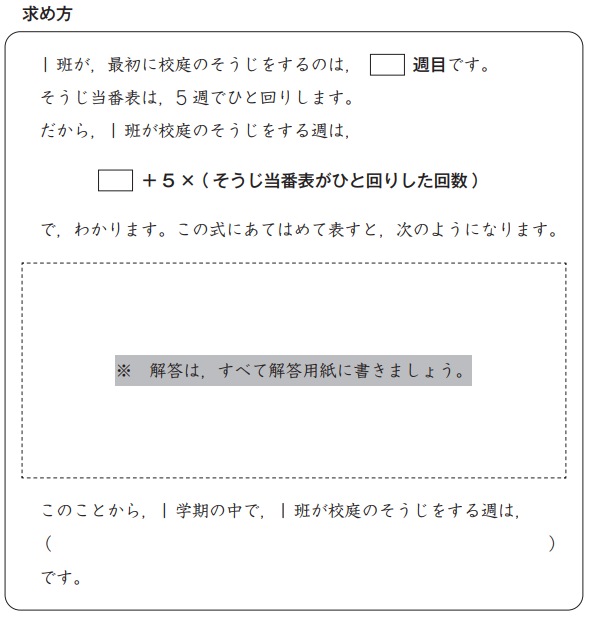 求め方
1班が，最初に校庭のそうじをするのは，□週目です。
そうじ当番表は，5週でひと回りします。
だから，1班が校庭のそうじをする週は，
□＋5×（そうじ当番表がひと回りした回数）
で，わかります。この式にあてはめて表すと，次のようになります。
※　解答は，すべて解答用紙に書きましょう。
このことから，1学期の中で，1班が校庭のそうじをする週は，
（　　　　　　　　　　）
です。